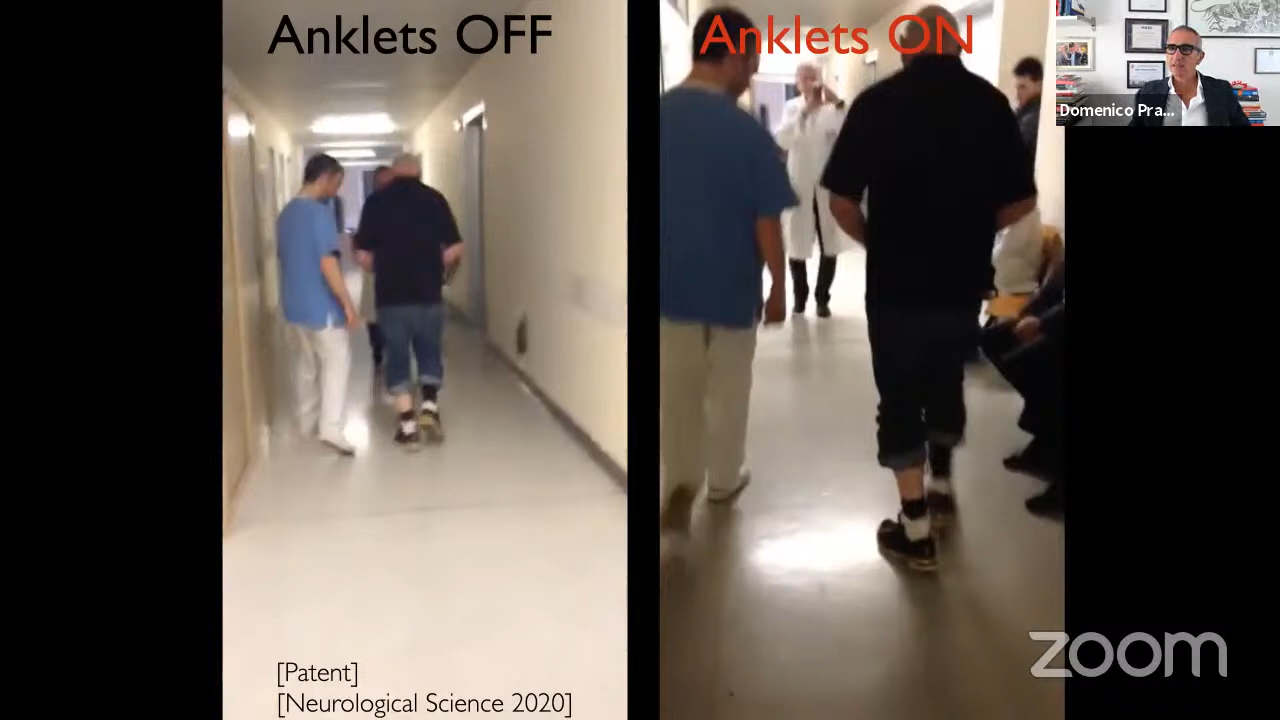 Anklets OFF
Anklets ON
Domenico Pra...
[Patent]
[Neurological Science 2020]
zoom